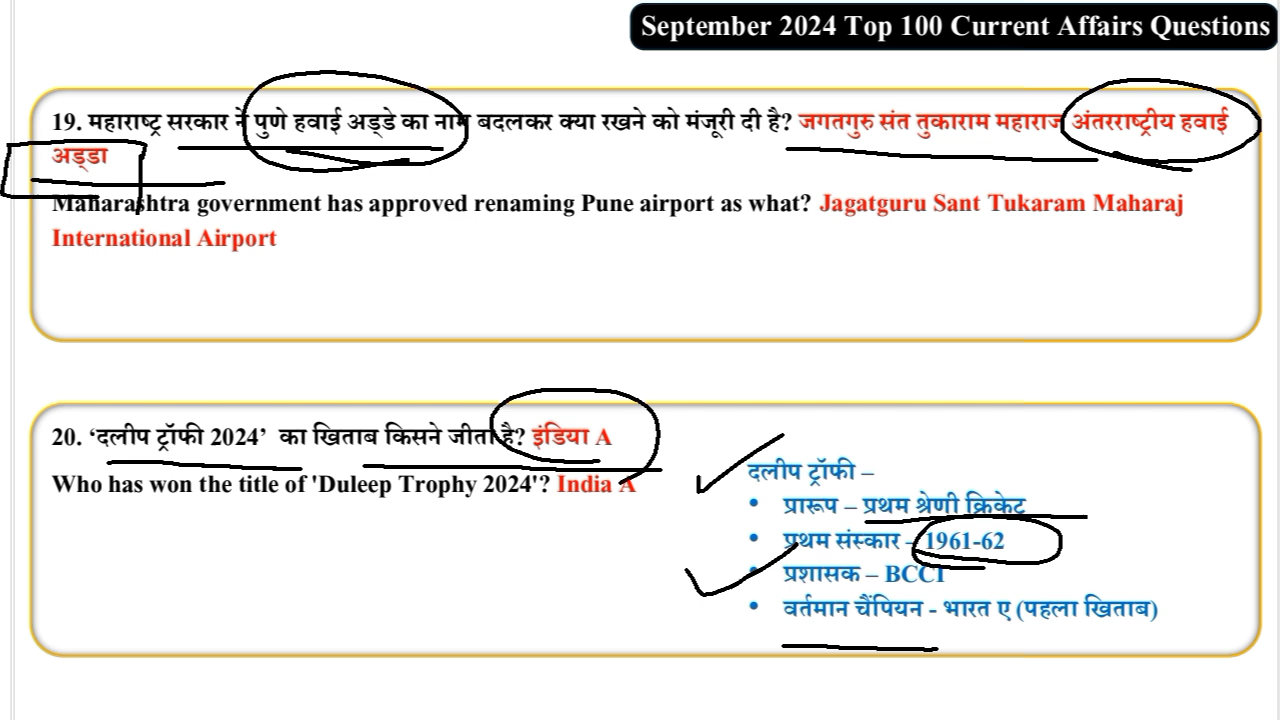 September 2024 Top 100 Current Affairs Questions
19. महाराष्ट्र सरकार ने पुणे हवाई अड्डे का नाम बदलकर क्या रखने को मंजूरी दी है? जगतगुरु संत तुकाराम महाराज अंतरराष्ट्रीय हवाई
अड्डा
Maharashtra government has approved renaming Pune airport as what? Jagatguru Sant Tukaram Maharaj
International Airport
20. ‘दलीप ट्रॉफी 2024’ का खिताब किसने जीता है? इंडिया A
Who has won the title of 'Duleep Trophy 2024'? India A
दलीप ट्रॉफी –
• प्रारूप – प्रथम श्रेणी क्रिकेट
• प्रथम संस्कार – 1961-62
• प्रशासक – BCCI
• वर्तमान चैंपियन - भारत ए (पहला खिताब)